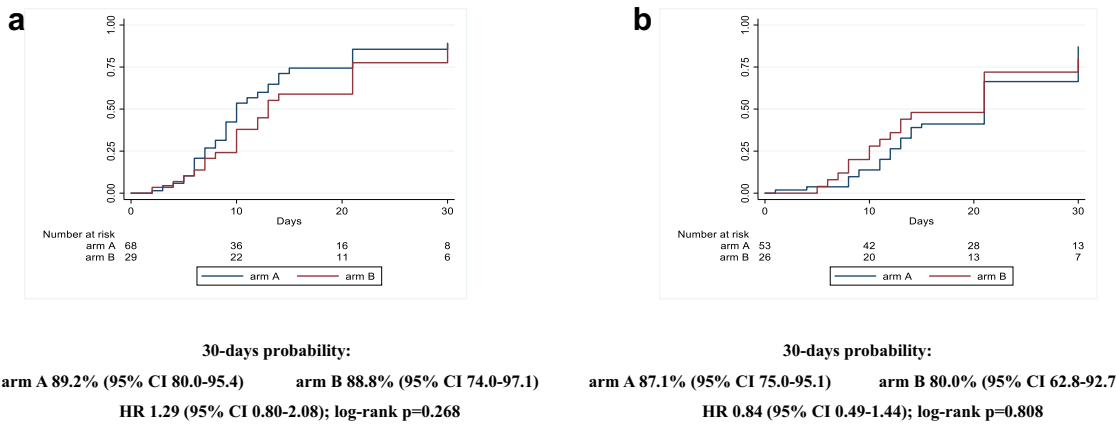 a
1.00
0.75
0.50
0.25
0.00
0 10 20 30
Days
Number at risk
arm A 68 36 16 8
arm B 29 22 11 6
arm A arm B
30-days probability:
arm A 89.2% (95% CI 80.0-95.4) arm B 88.8% (95% CI 74.0-97.1)
HR 1.29 (95% CI 0.80-2.08); log-rank p=0.268
b
1.00
0.75
0.50
0.25
0.00
0 10 20 30
Days
Number at risk
arm A 53 42 28 13
arm B 26 20 13 7
arm A arm B
30-days probability:
arm A 87.1% (95% CI 75.0-95.1) arm B 80.0% (95% CI 62.8-92.7
HR 0.84 (95% CI 0.49-1.44); log-rank p=0.808